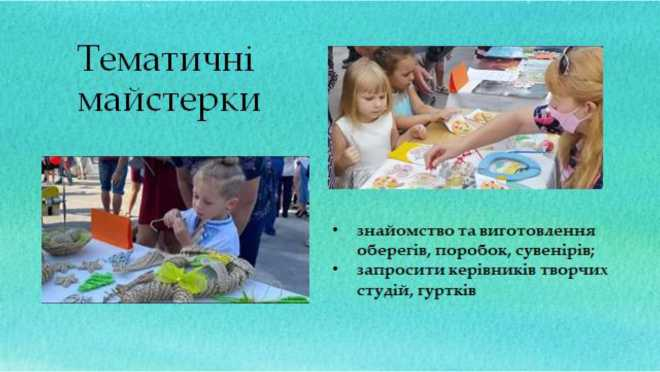 Тематичні
майстерки
• знайомство та виготовлення
оберегів, поробок, сувенірів;
• запросити керівників творчих
студій, гуртків